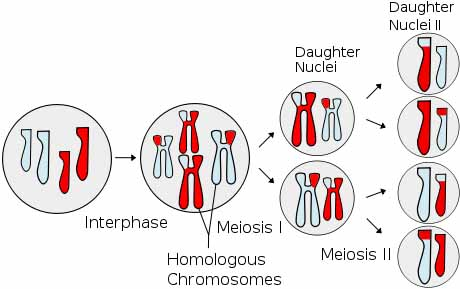 Daughter
Nuclei II
Daughter
Nuclei
Interphase
Meiosis I
Homologous
Chromosomes
Meiosis II